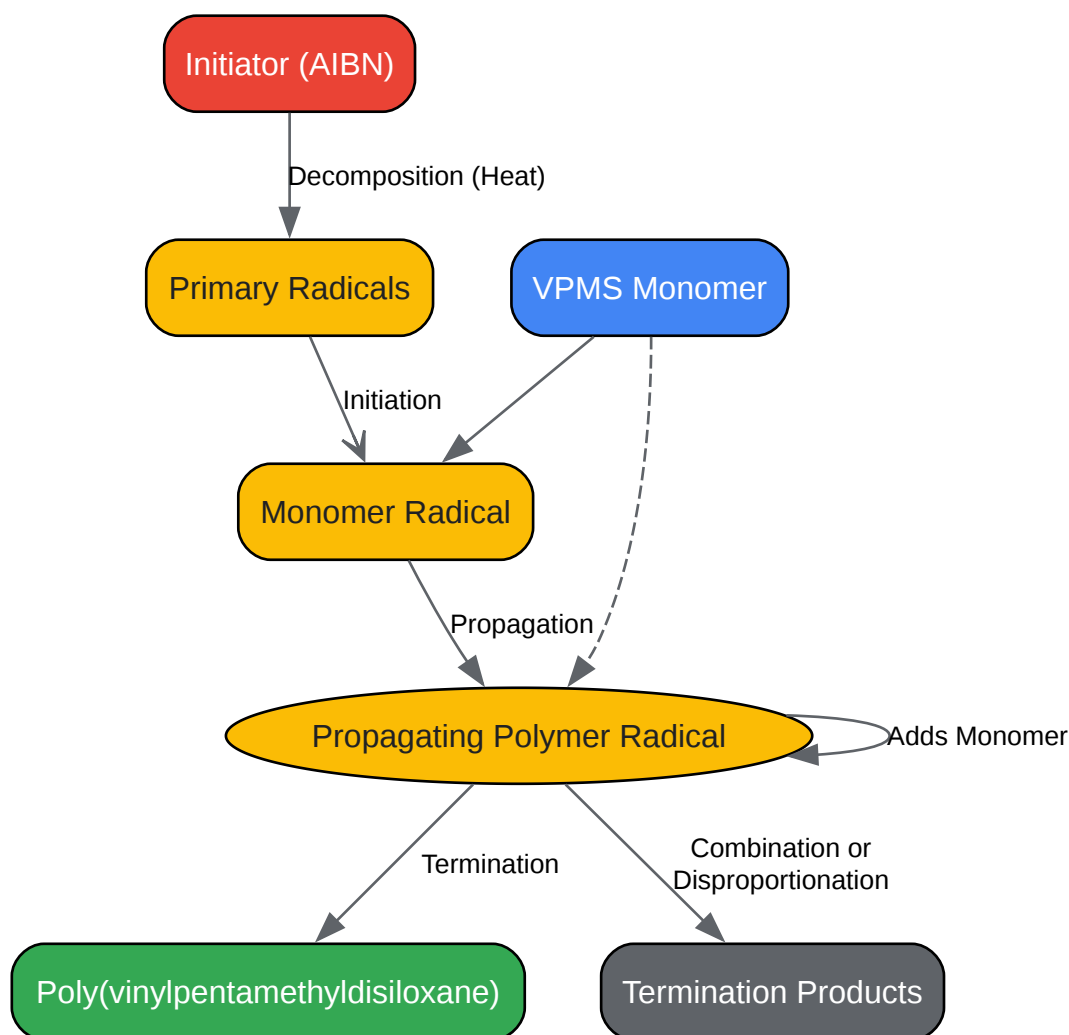 Initiator (AIBN)
Decomposition (Heat)
Primary Radicals
VPMS Monomer
Initiation
Monomer Radical
Propagation
Propagating Polymer Radical
Adds Monomer
Termination
Combination or
Disproportionation
Poly(vinylpentamethyldisiloxane)
Termination Products